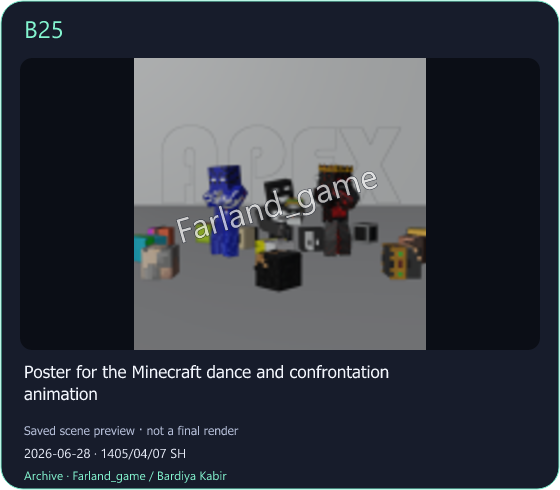 B25
APEX
Farland_game
Poster for the Minecraft dance and confrontation
animation
Saved scene preview · not a final render
2026-06-28 · 1405/04/07 SH
Archive · Farland_game / Bardiya Kabir